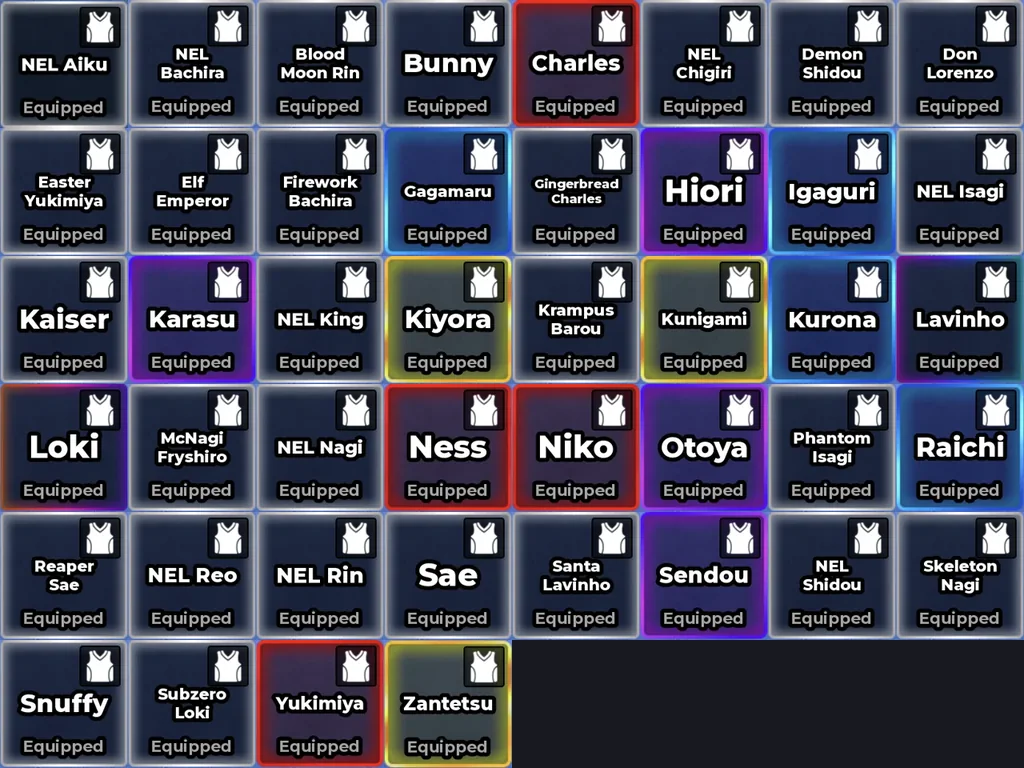 NEL Aiku
Equipped
NEL
Bachira
Equipped
Blood
Moon Rin
Equipped
Bunny
Equipped
Charles
Equipped
NEL
Chigiri
Equipped
Demon
Shidou
Equipped
Don
Lorenzo
Equipped
Easter
Yukimiya
Equipped
Elf
Emperor
Equipped
Firework
Bachira
Equipped
Gagamaru
Equipped
Gingerbread
Charles
Equipped
Hiori
Equipped
Igaguri
Equipped
NEL Isagi
Equipped
Kaiser
Equipped
Karasu
Equipped
NEL King
Equipped
Kiyora
Equipped
Krampus
Barou
Equipped
Kunigami
Equipped
Kurona
Equipped
Lavinho
Equipped
Loki
Equipped
McNagi
Fryshiro
Equipped
NEL Nagi
Equipped
Ness
Equipped
Niko
Equipped
Otoya
Equipped
Phantom
Isagi
Equipped
Raichi
Equipped
Reaper
Sae
Equipped
NEL Reo
Equipped
NEL Rin
Equipped
Sae
Equipped
Santa
Lavinho
Equipped
Sendou
Equipped
NEL
Shidou
Equipped
Skeleton
Nagi
Equipped
Snuffy
Equipped
Subzero
Loki
Equipped
Yukimiya
Equipped
Zantetsu
Equipped